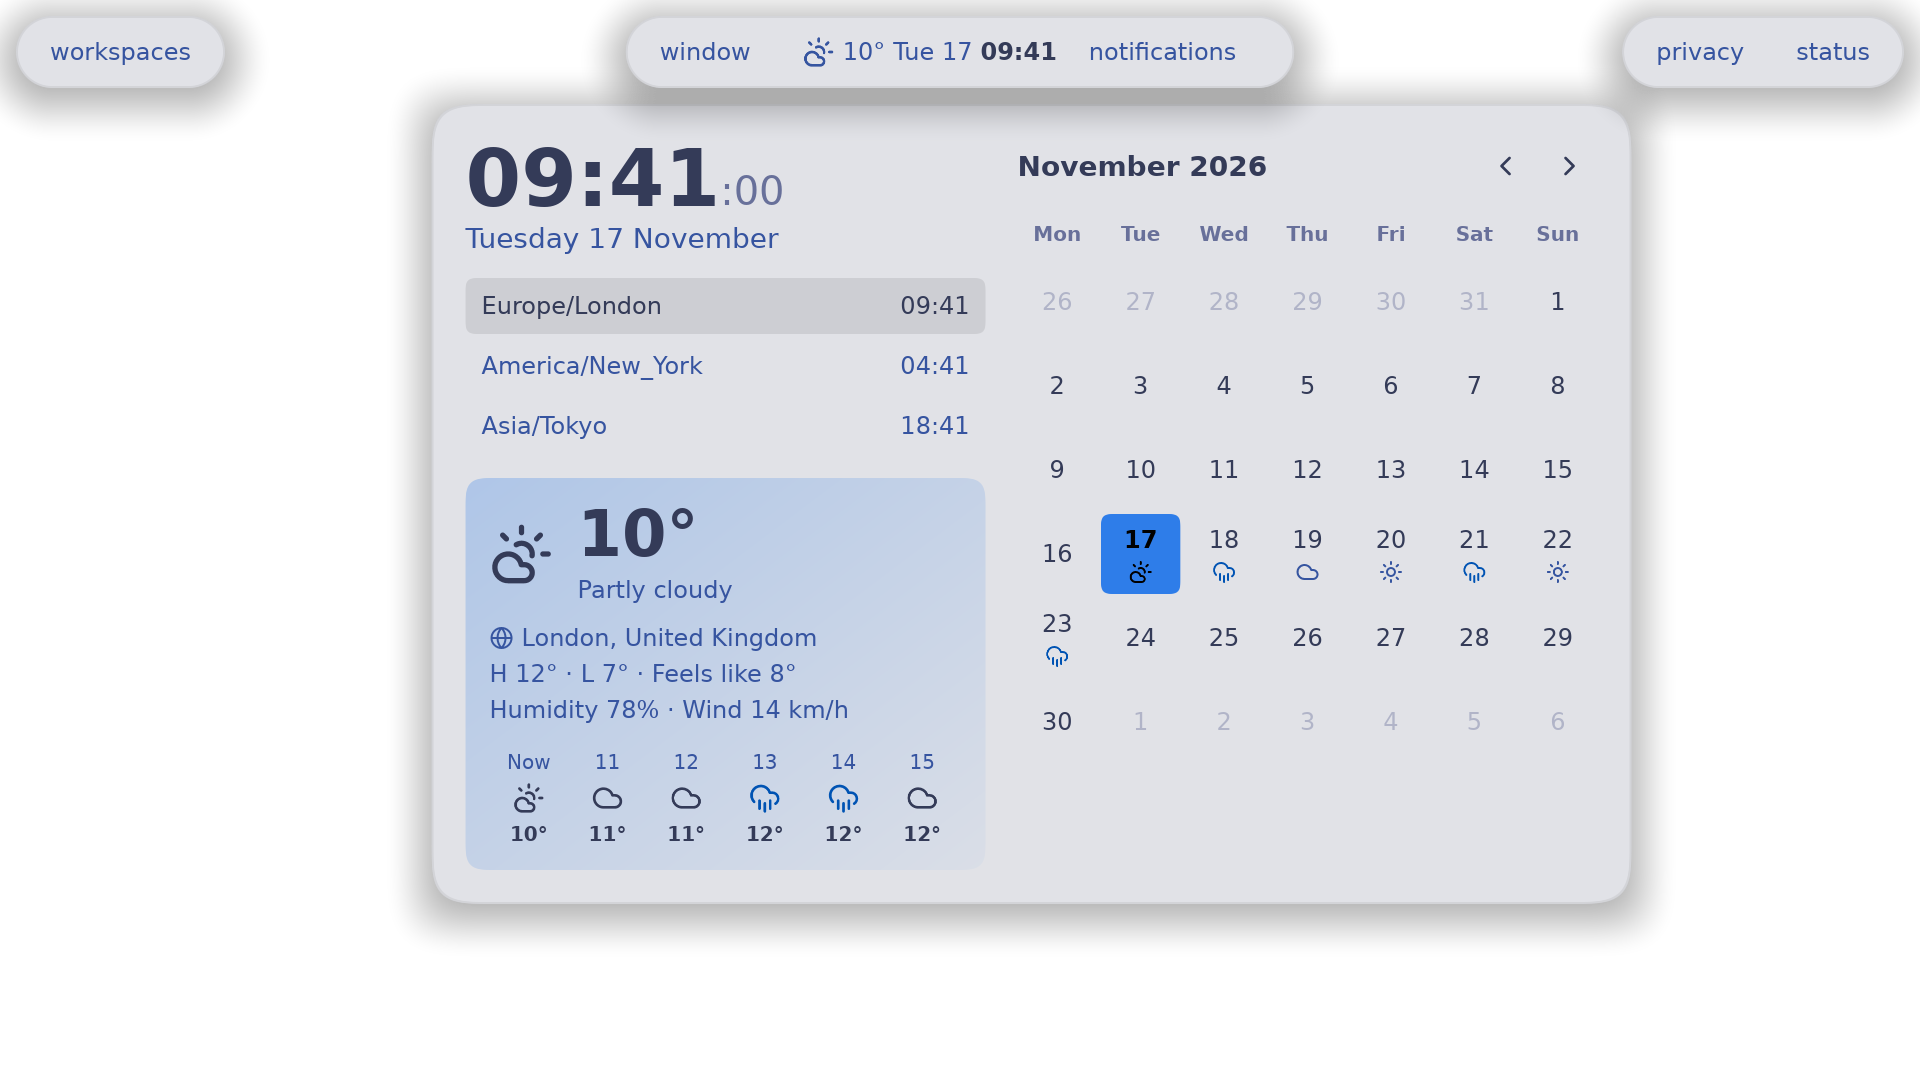 workspaces
window 10° Tue 17 09:41 notifications
privacy status
09:41:00
Tuesday 17 November
Europe/London 09:41
America/New_York 04:41
Asia/Tokyo 18:41
10°
Partly cloudy
London, United Kingdom
H 12° · L 7° · Feels like 8°
Humidity 78% · Wind 14 km/h
Now 11 12 13 14 15
10° 11° 11° 12° 12° 12°
November 2026
Mon Tue Wed Thu Fri Sat Sun
26 27 28 29 30 31 1
2 3 4 5 6 7 8
9 10 11 12 13 14 15
16 17 18 19 20 21 22
23 24 25 26 27 28 29
30 1 2 3 4 5 6